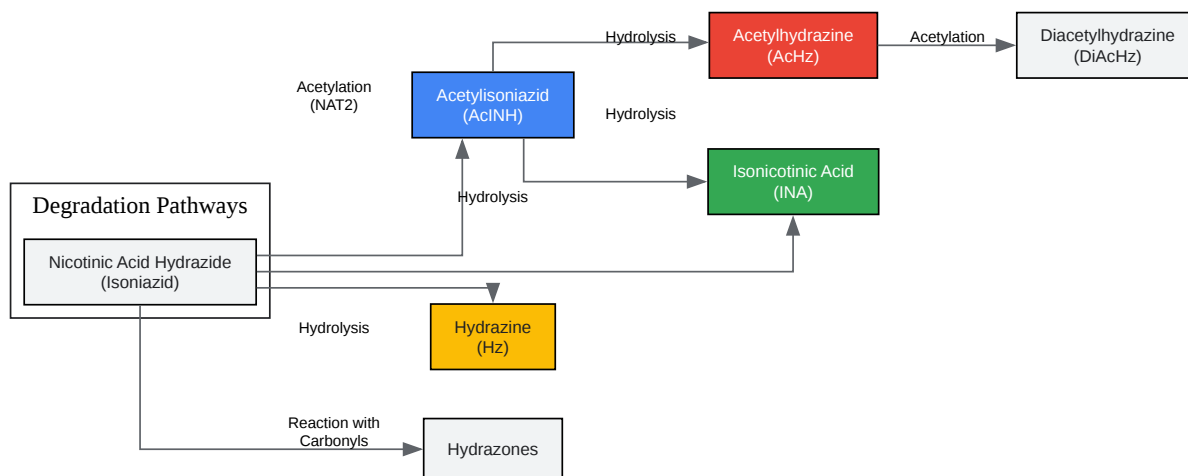 Hydrolysis
Acetylhydrazine
(AcHz)
Acetylation
Diacetylhydrazine
(DiAcHz)
Acetylation
(NAT2)
Acetylisoniazid
(AcINH)
Hydrolysis
Isonicotinic Acid
(INA)
Hydrolysis
Degradation Pathways
Nicotinic Acid Hydrazide
(Isoniazid)
Hydrolysis
Hydrazine
(Hz)
Reaction with
Carbonyls
Hydrazones